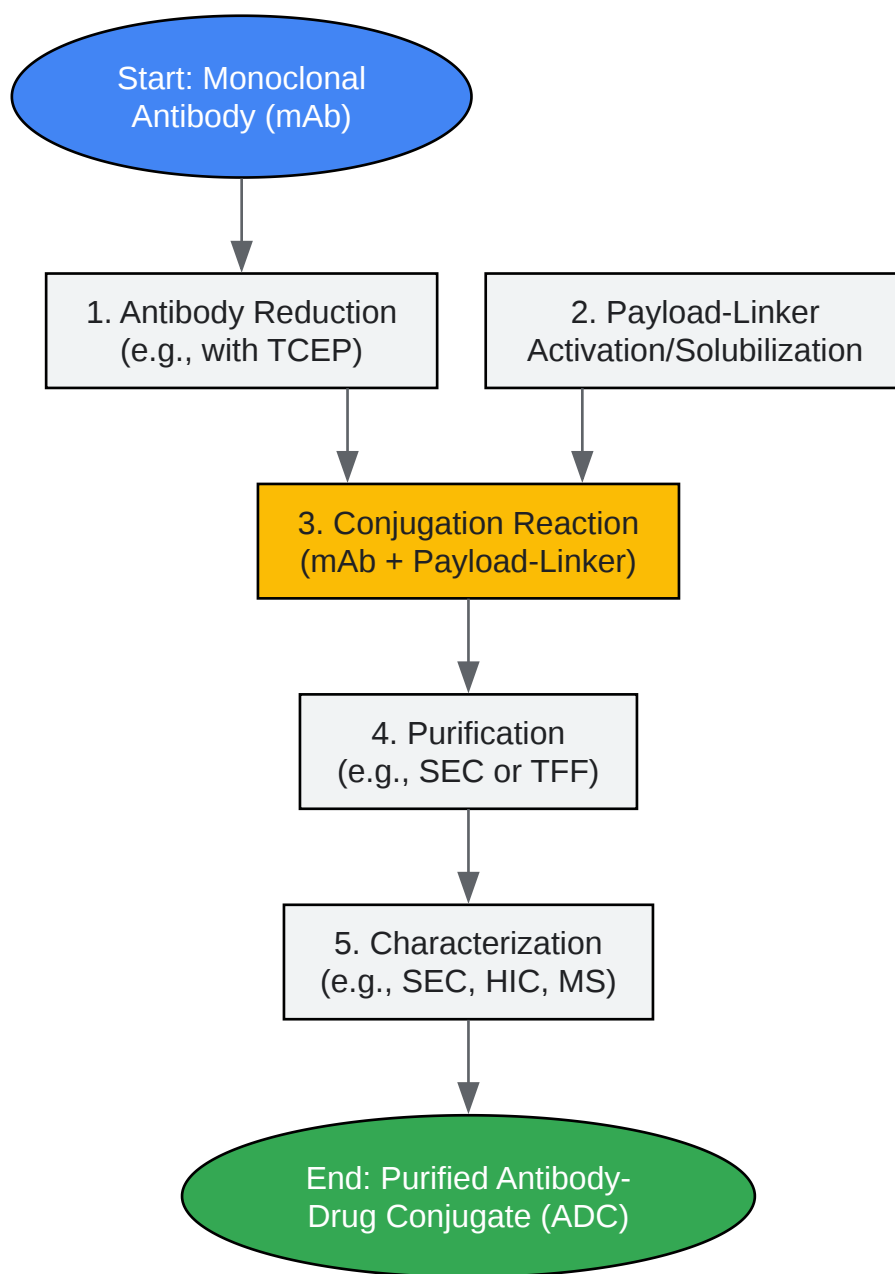 Start: Monoclonal
Antibody (mAb)
1. Antibody Reduction
(e.g., with TCEP)
2. Payload-Linker
Activation/Solubilization
3. Conjugation Reaction
(mAb + Payload-Linker)
4. Purification
(e.g., SEC or TFF)
5. Characterization
(e.g., SEC, HIC, MS)
End: Purified Antibody-
Drug Conjugate (ADC)